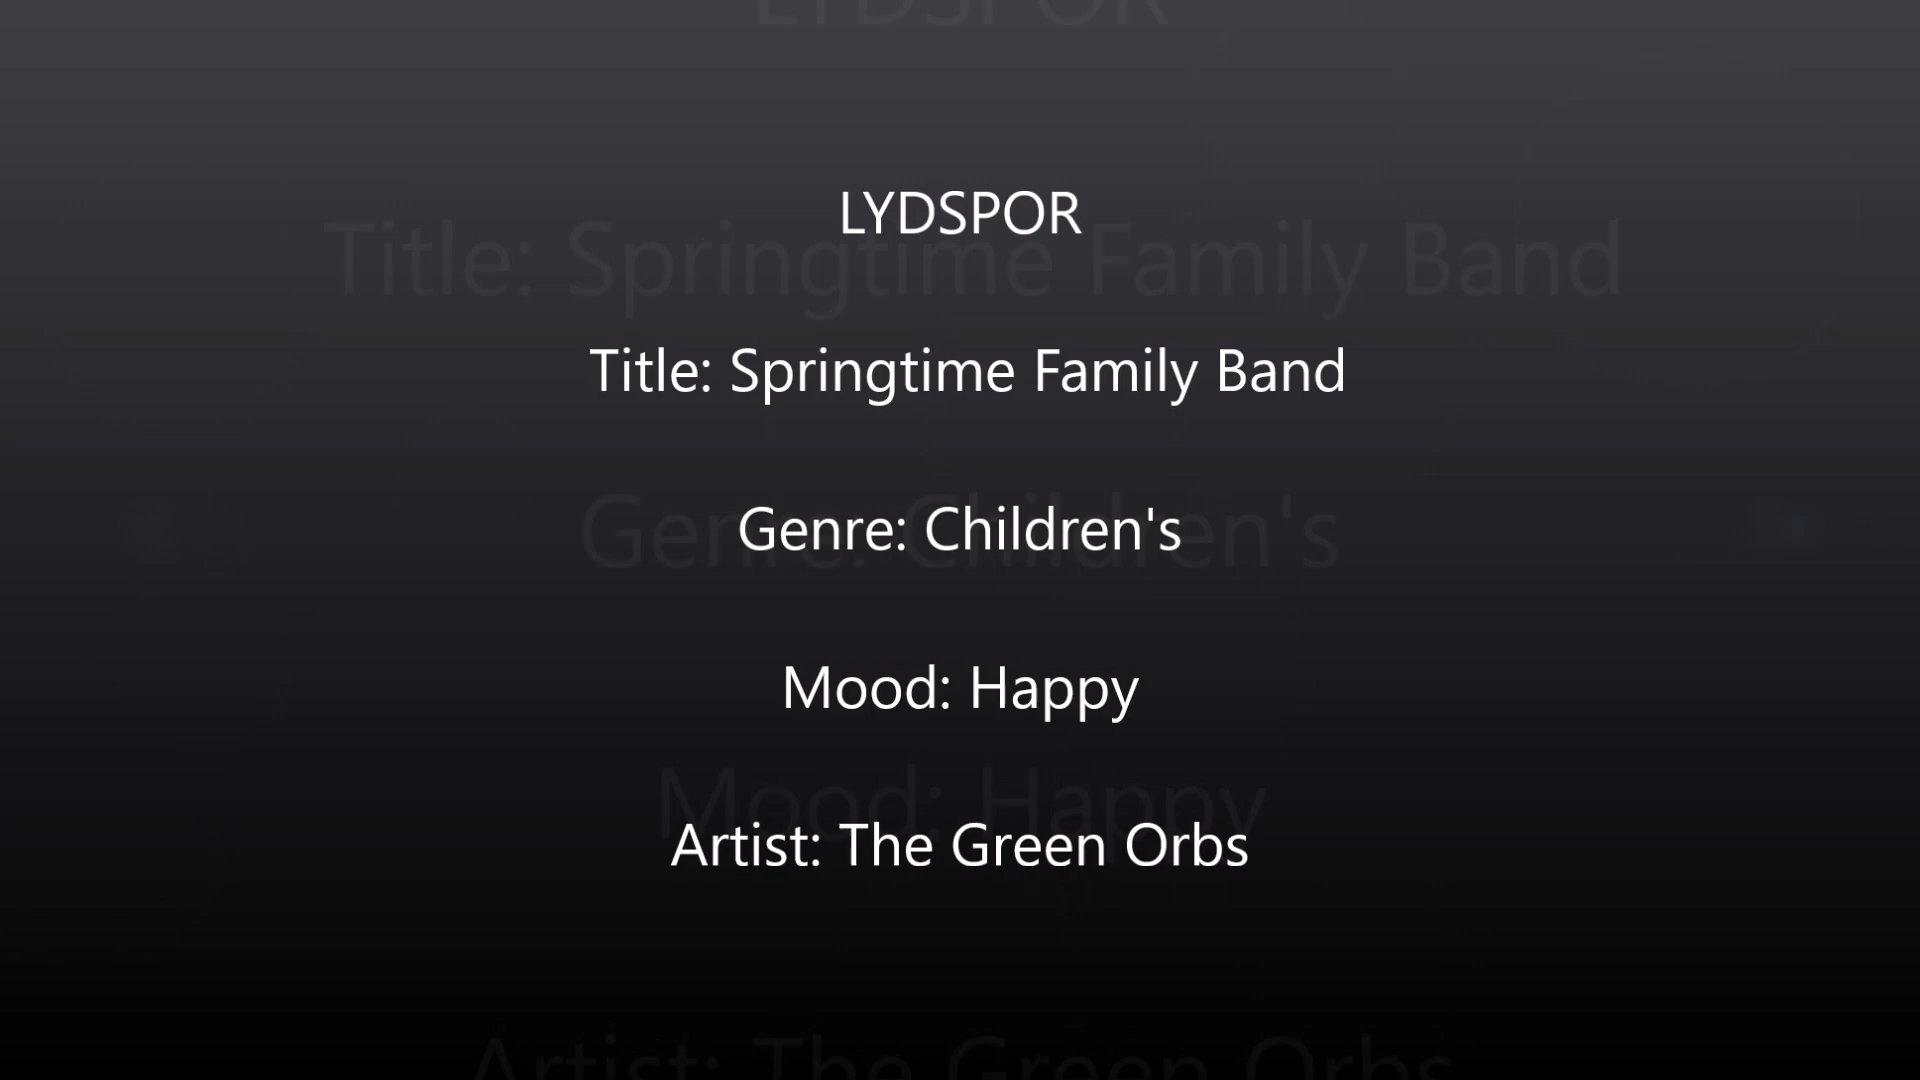 LYDSPOR
Title: Springtime Family Band
Genre: Children's
Mood: Happy
Artist: The Green Orbs